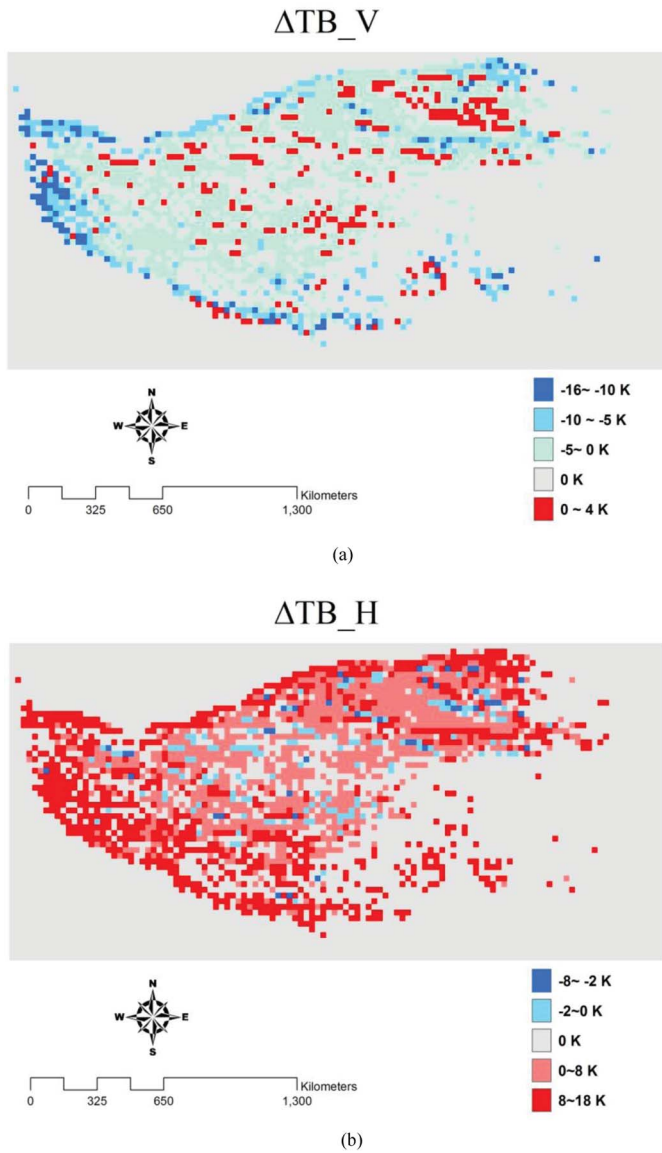 ΔTB_V
-16~ -10 K
-10 ~ -5 K
-5~ 0 K
0 K
0 ~ 4 K
N
W E
S
Kilometers
0 325 650 1,300
(a)
ΔTB_H
-8~ -2 K
-2~0 K
0 K
0~8 K
8~18 K
N
W E
S
Kilometers
0 325 650 1,300
(b)